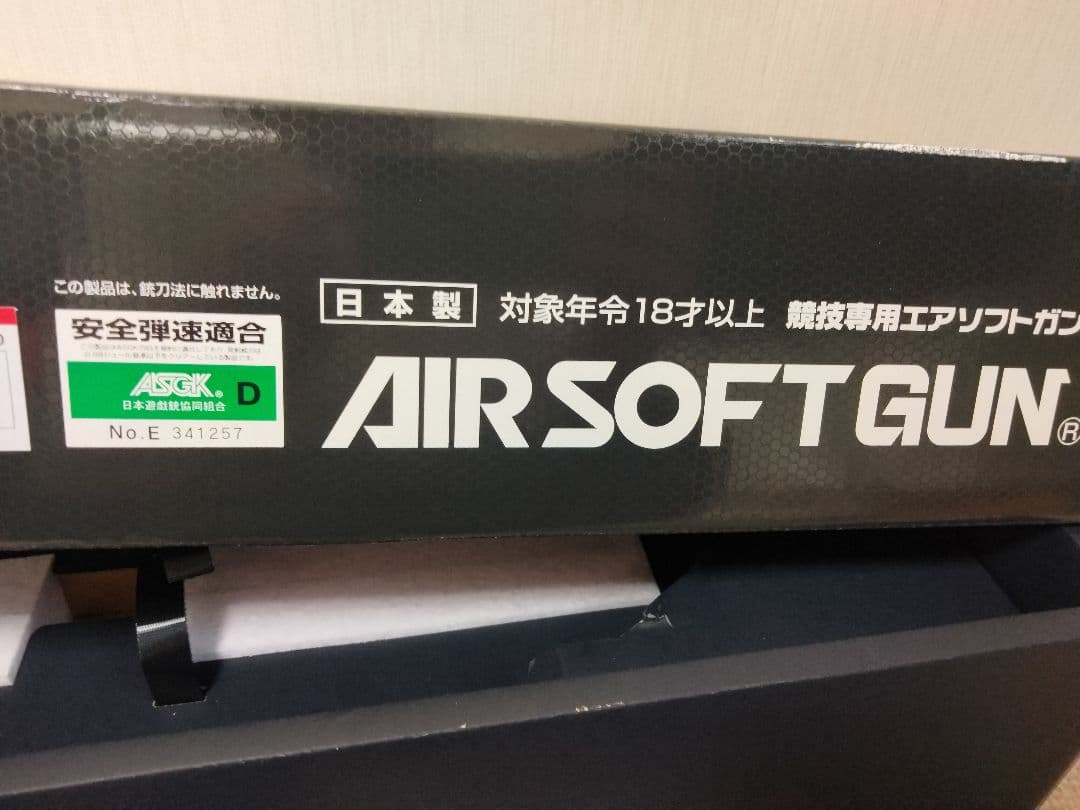 この製品は、銃刀法に触れません。
安全弾速適合
ASGK® D
日本遊戯銃協同組合
No.E 341257
日本製 対象年令18才以上 競技専用エアソフトガン
AIRSOFTGUN®